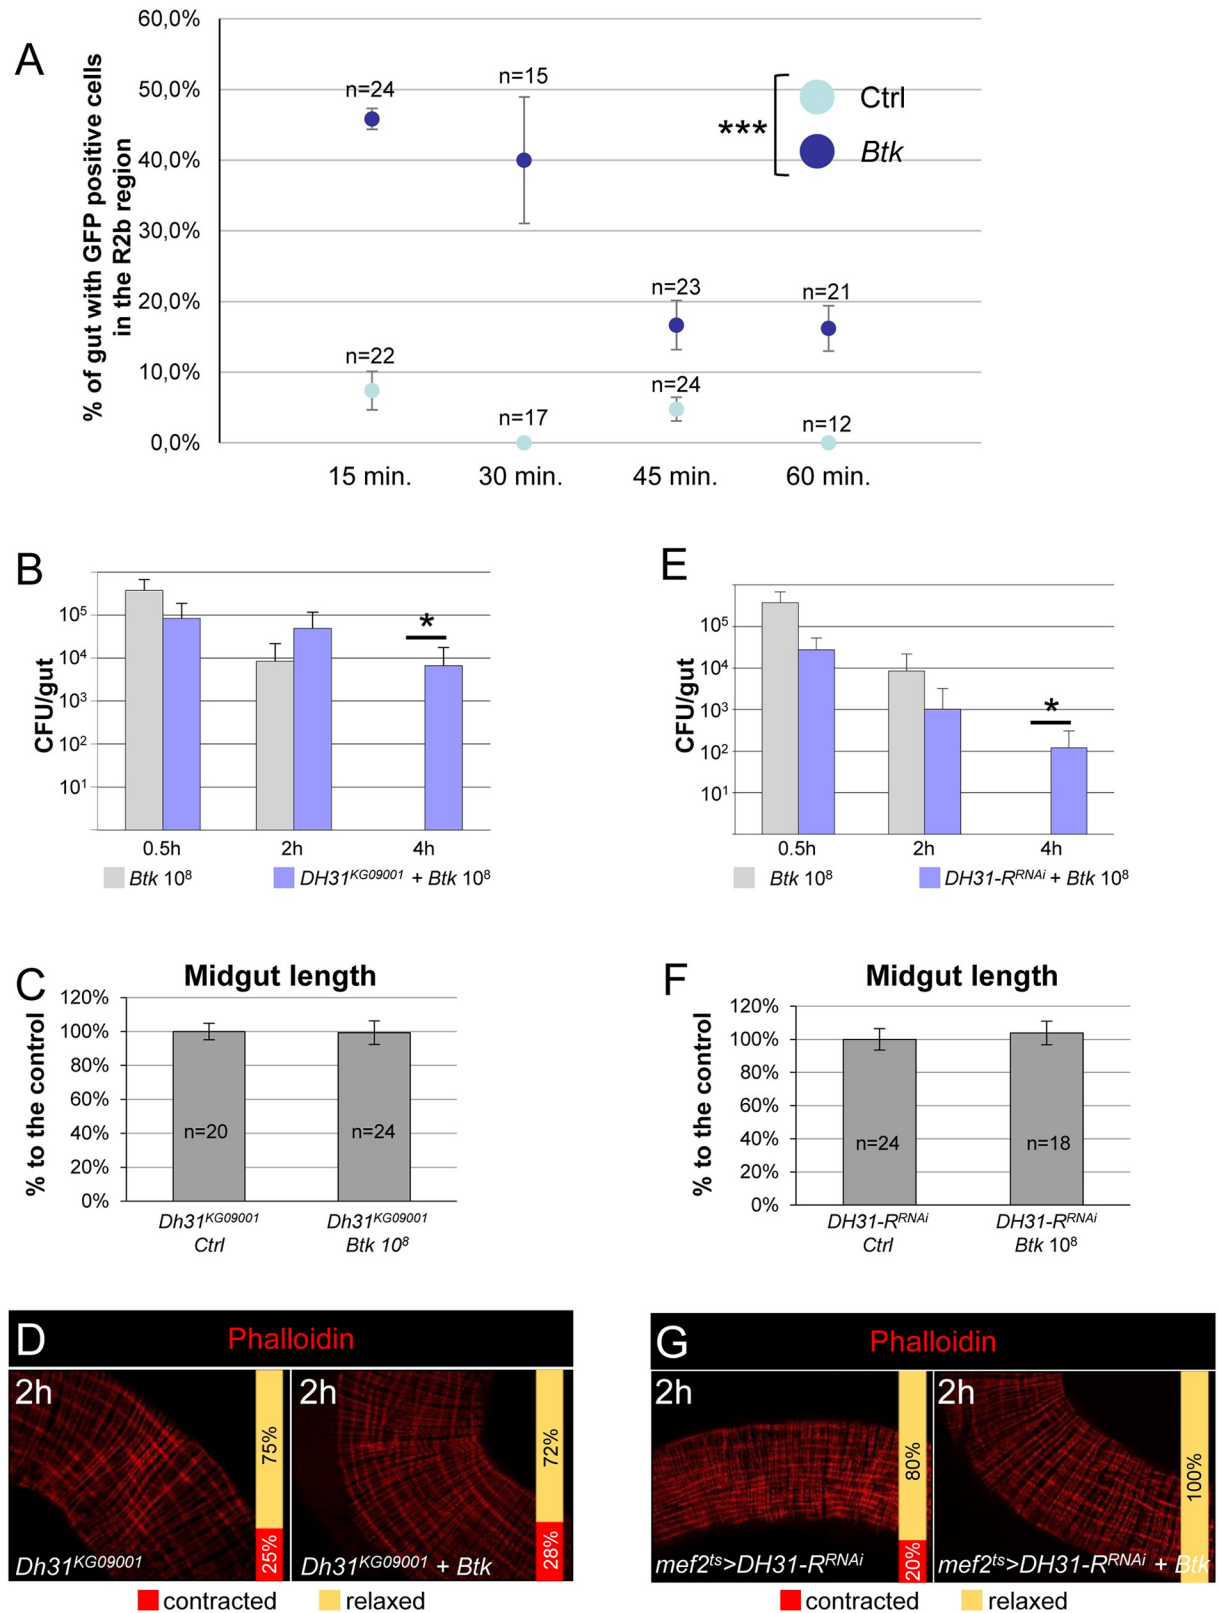 A
% of gut with GFP positive cells
in the R2b region
60,0%
50,0%
40,0%
30,0%
20,0%
10,0%
0,0%
n=24
n=15
n=22
n=17
n=23
n=24
n=21
n=12
***
Ctrl
Btk
15 min.
30 min.
45 min.
60 min.
B
CFU/gut
10⁵
10⁴
10³
10²
10¹
*
0.5h
2h
4h
Btk 10⁸
DH31ᴷᴳ⁰⁹⁰⁰¹ + Btk 10⁸
E
CFU/gut
10⁵
10⁴
10³
10²
10¹
*
0.5h
2h
4h
Btk 10⁸
DH31-Rᴿᴺᴬⁱ + Btk 10⁸
C
Midgut length
% to the control
120%
100%
80%
60%
40%
20%
0%
n=20
n=24
Dh31ᴷᴳ⁰⁹⁰⁰¹
Ctrl
Dh31ᴷᴳ⁰⁹⁰⁰¹
Btk 10⁸
F
Midgut length
% to the control
120%
100%
80%
60%
40%
20%
0%
n=24
n=18
DH31-Rᴿᴺᴬⁱ
Ctrl
DH31-Rᴿᴺᴬⁱ
Btk 10⁸
D
Phalloidin
2h
75%
25%
Dh31ᴷᴳ⁰⁹⁰⁰¹
2h
72%
28%
Dh31ᴷᴳ⁰⁹⁰⁰¹ + Btk
contracted
relaxed
G
Phalloidin
2h
80%
20%
mef2ᵗˢ>DH31-Rᴿᴺᴬⁱ
2h
100%
mef2ᵗˢ>DH31-Rᴿᴺᴬⁱ + Btk
contracted
relaxed